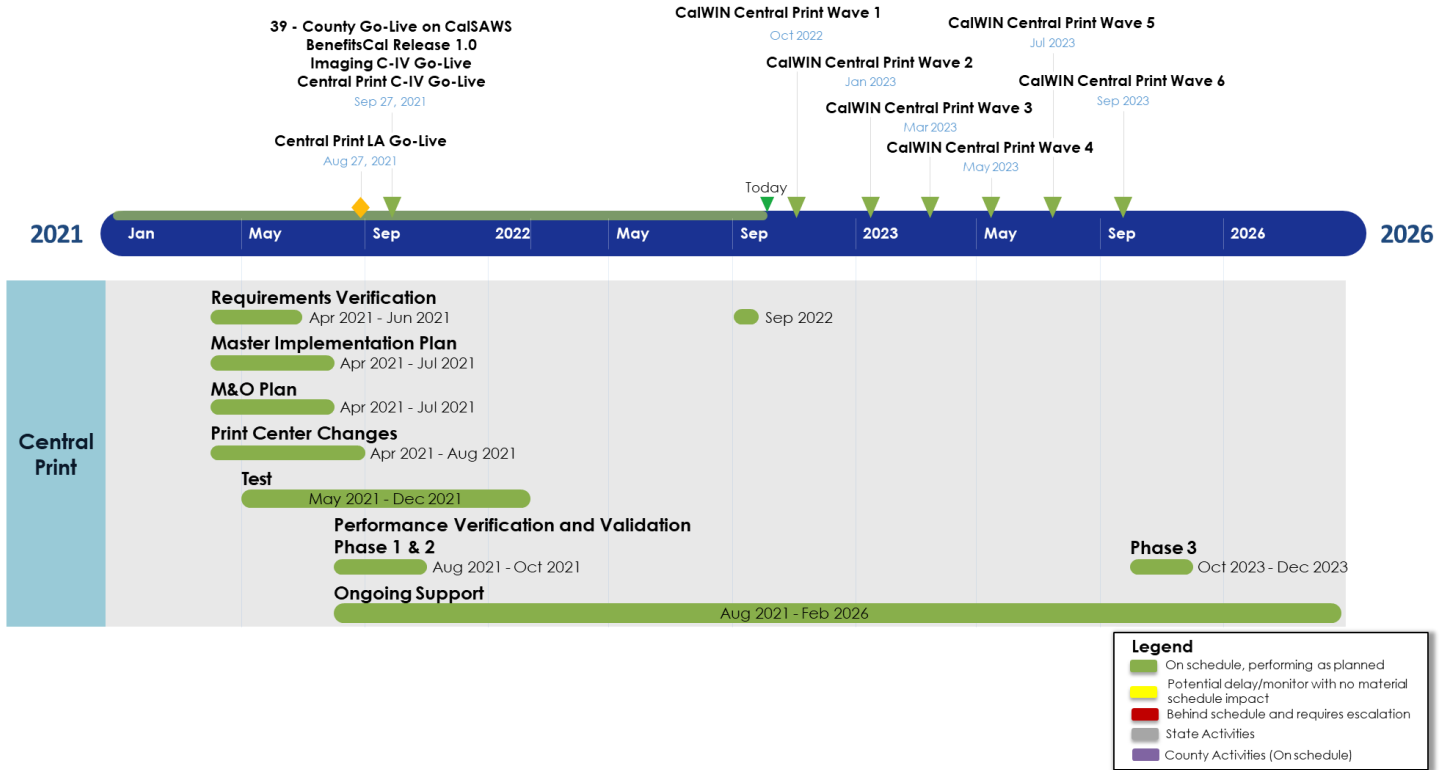 39 - County Go-Live on CalSAWS
BenefitsCal Release 1.0
Imaging C-IV Go-Live
Central Print C-IV Go-Live
Sep 27, 2021
Central Print LA Go-Live
Aug 27, 2021
CalWIN Central Print Wave 1
Oct 2022
CalWIN Central Print Wave 2
Jan 2023
CalWIN Central Print Wave 3
Mar 2023
CalWIN Central Print Wave 4
May 2023
CalWIN Central Print Wave 5
Jul 2023
CalWIN Central Print Wave 6
Sep 2023
Today
2021 Jan May Sep 2022 May Sep 2023 May Sep 2026 2026
Central
Print
Requirements Verification
Apr 2021 - Jun 2021 Sep 2022
Master Implementation Plan
Apr 2021 - Jul 2021
M&O Plan
Apr 2021 - Jul 2021
Print Center Changes
Apr 2021 - Aug 2021
Test
May 2021 - Dec 2021
Performance Verification and Validation
Phase 1 & 2
Aug 2021 - Oct 2021
Phase 3
Oct 2023 - Dec 2023
Ongoing Support
Aug 2021 - Feb 2026
Legend
On schedule, performing as planned
Potential delay/monitor with no material
schedule impact
Behind schedule and requires escalation
State Activities
County Activities (On schedule)